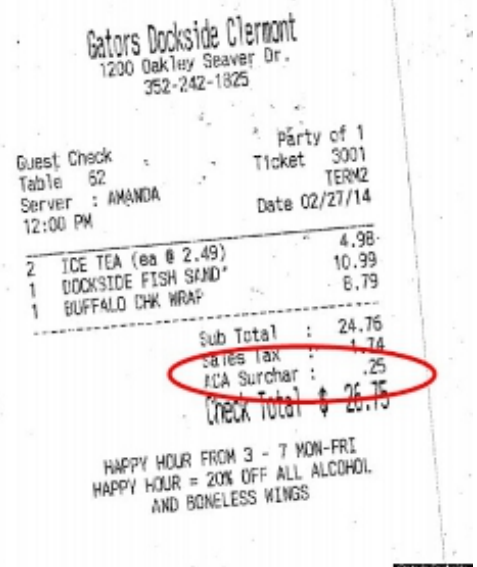 Gators Dockside Clermont
1200 Oakley Seaver Dr.
352-242-1825
Party of 1
Guest Check
Ticket 3001
Table 62
TERM2
Server : AMANDA
Date 02/27/14
12:00 PM
2 ICE TEA (ea @ 2.49) 4.98
1 DOCKSIDE FISH SAND* 10.99
1 BUFFALO CHK WRAP 8.79
Sub Total : 24.76
Sales Tax : 1.74
ACA Surchar : .25
Check Total $ 26.75
HAPPY HOUR FROM 3 - 7 MON-FRI
HAPPY HOUR = 20% OFF ALL ALCOHOL
AND BONELESS WINGS